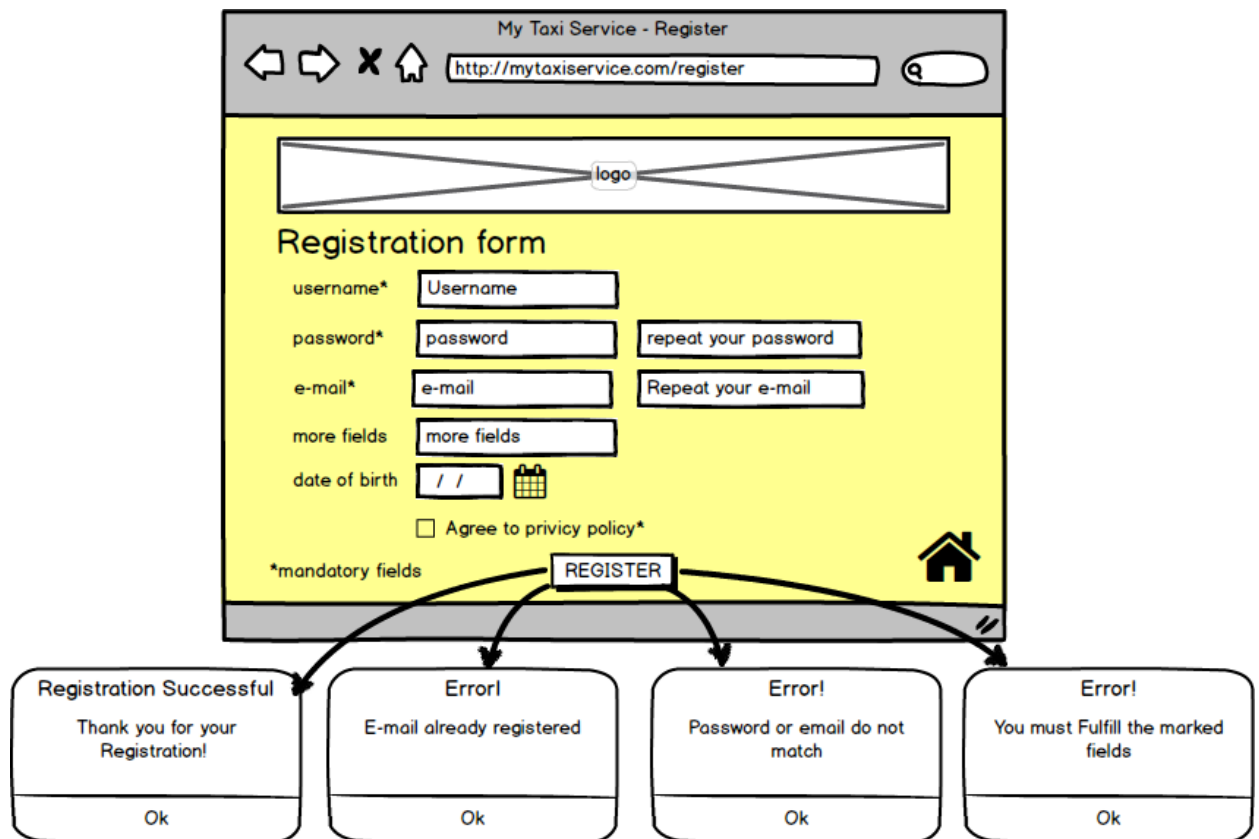 My Taxi Service - Register
http://mytaxiservice.com/register
logo
Registration form
username* Username
password* password repeat your password
e-mail* e-mail Repeat your e-mail
more fields more fields
date of birth / /
Agree to privicy policy*
*mandatory fields REGISTER
Registration Successful
Thank you for your
Registration!
Ok
Error!
E-mail already registered
Ok
Error!
Password or email do not
match
Ok
Error!
You must Fulfill the marked
fields
Ok